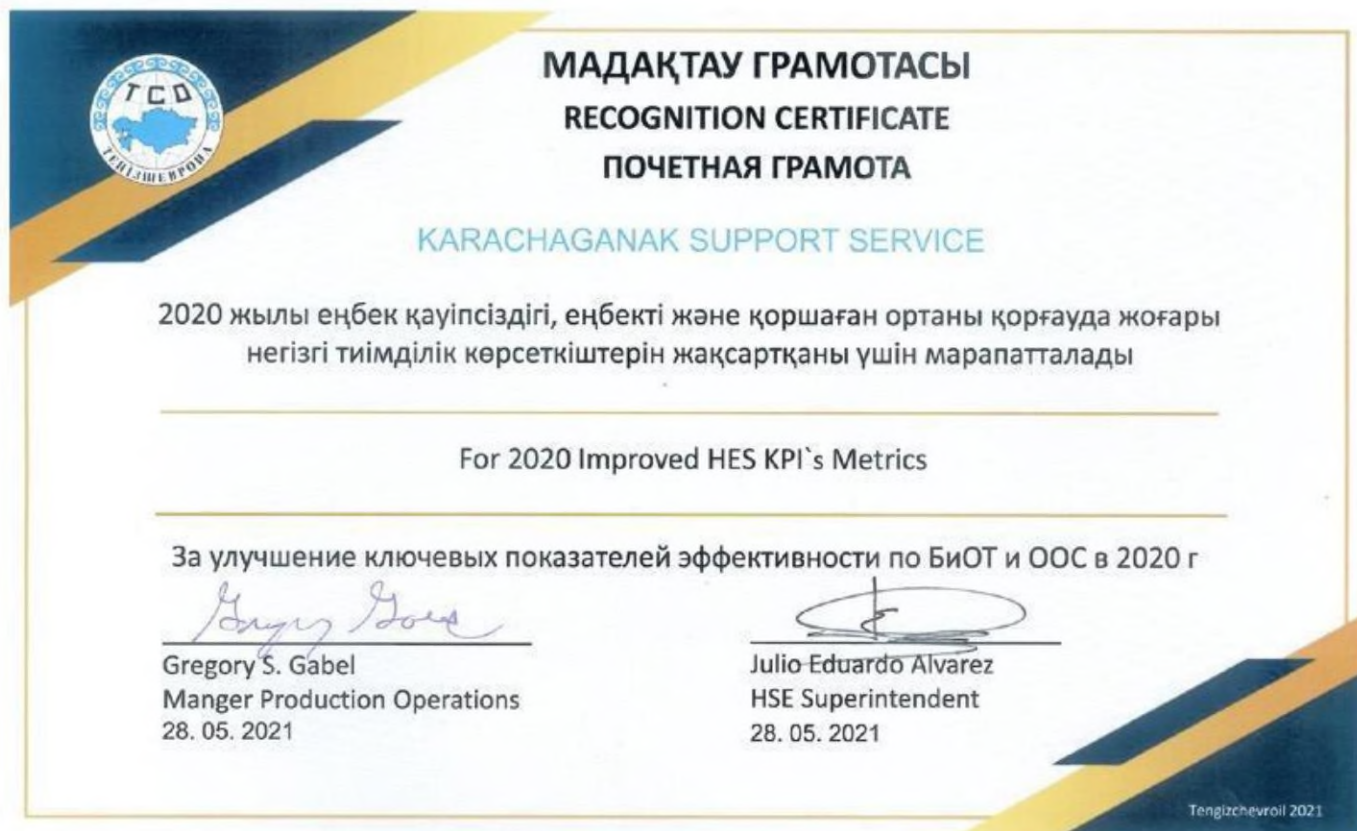 ТСО
ТЕҢІЗШЕВРОЙЛ
МАДАҚТАУ ГРАМОТАСЫ
RECOGNITION CERTIFICATE
ПОЧЕТНАЯ ГРАМОТА
KARACHAGANAK SUPPORT SERVICE
2020 жылы еңбек қауіпсіздігі, еңбекті және қоршаған ортаны қорғауда жоғары
негізгі тиімділік көрсеткіштерін жақсартқаны үшін марапатталады
For 2020 Improved HES KPI`s Metrics
За улучшение ключевых показателей эффективности по БиОТ и ООС в 2020 г
Gregory S. Gabel
Manger Production Operations
28. 05. 2021
Julio Eduardo Alvarez
HSE Superintendent
28. 05. 2021
Tengizchevroil 2021